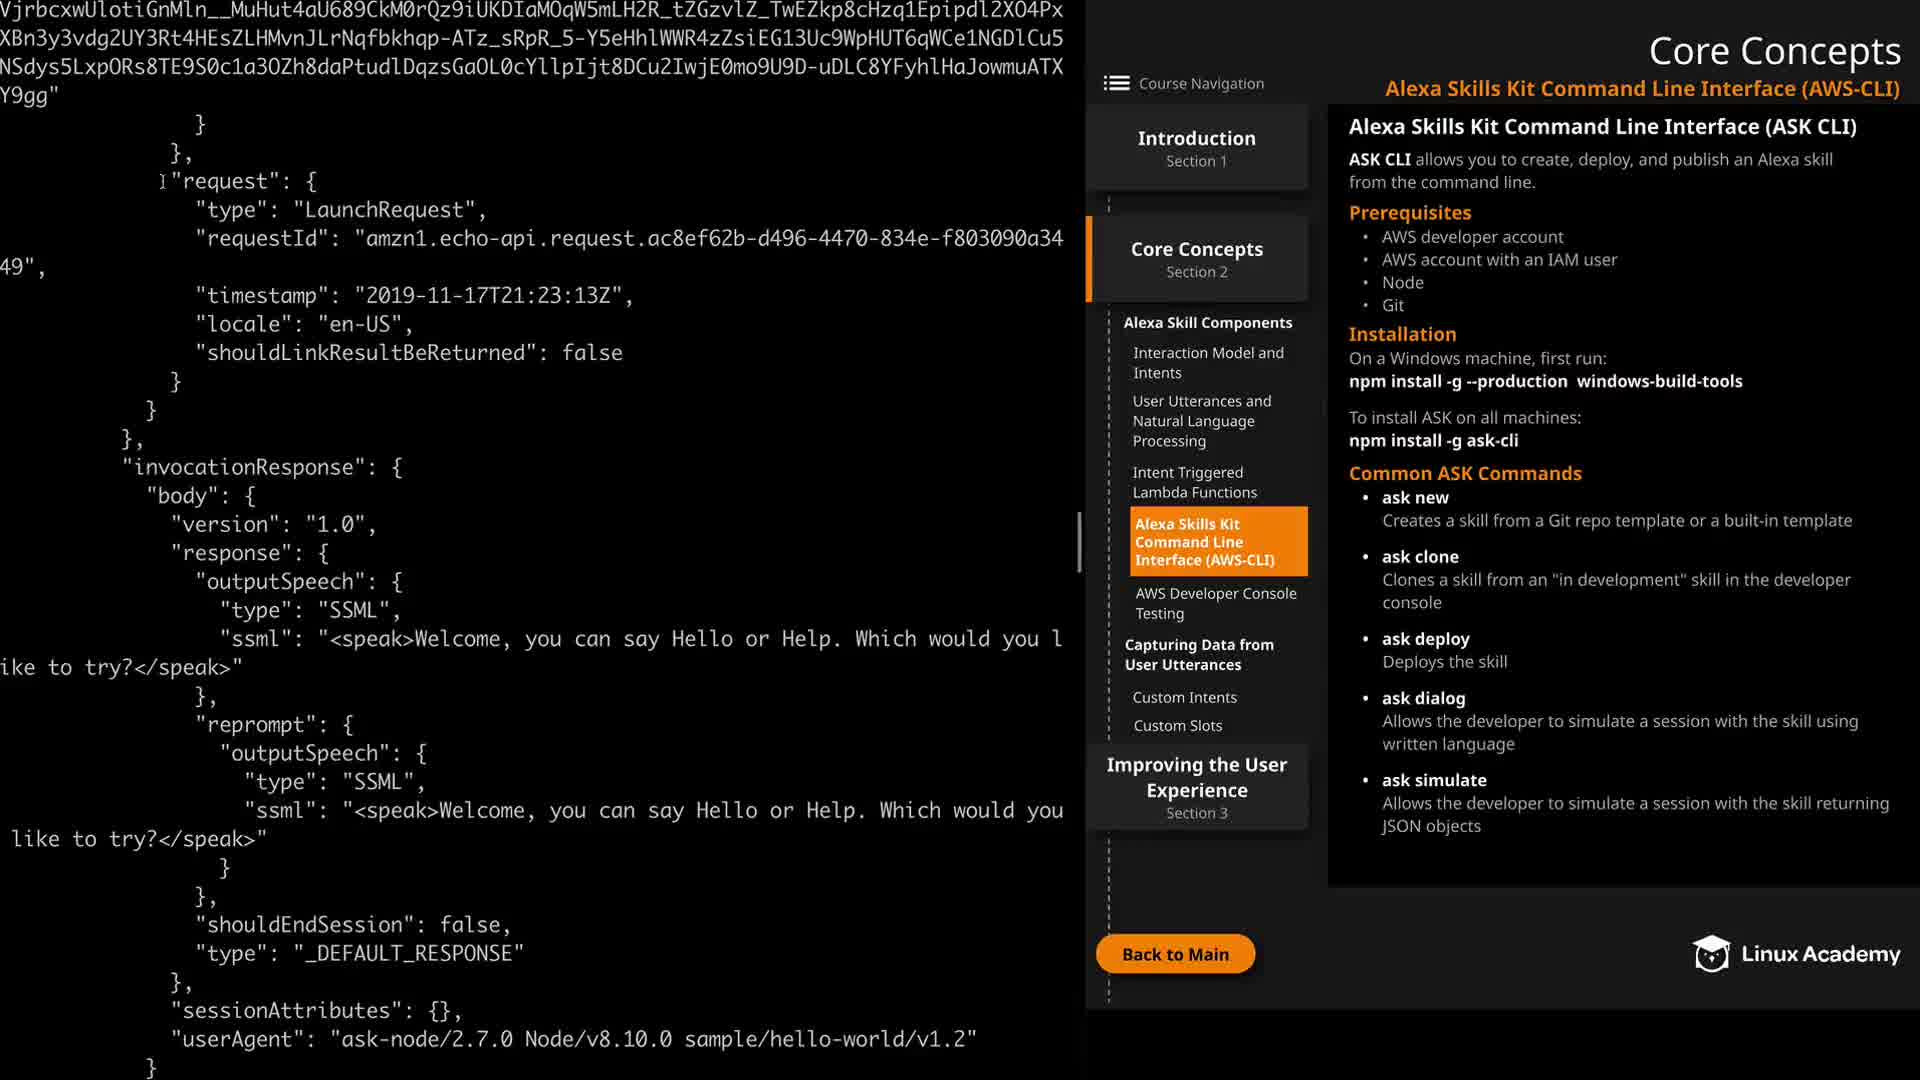 VjrbcxwUlotiGnMln__MuHut4aU689CkM0rQz9iUKDIaMOqW5mLH2R_tZGzvlZ_TwEZkp8cHzq1Epipdl2XO4Px
XBn3y3vdg2UY3Rt4HEsZLHMvnJLrNqfbkhqp-ATz_sRpR_5-Y5eHhlWWR4zZsiEG13Uc9WpHUT6qWCe1NGDlCu5
NSdys5LxpORs8TE9S0c1a3OZh8daPtudlDqzsGaOL0cYllpIjt8DCu2IwjE0mo9U9D-uDLC8YFyhlHaJowmuATX
Y9gg"
}
},
"request": {
"type": "LaunchRequest",
"requestId": "amzn1.echo-api.request.ac8ef62b-d496-4470-834e-f803090a34
49",
"timestamp": "2019-11-17T21:23:13Z",
"locale": "en-US",
"shouldLinkResultBeReturned": false
}
}
},
"invocationResponse": {
"body": {
"version": "1.0",
"response": {
"outputSpeech": {
"type": "SSML",
"ssml": "<speak>Welcome, you can say Hello or Help. Which would you l
ike to try?</speak>"
},
"reprompt": {
"outputSpeech": {
"type": "SSML",
"ssml": "<speak>Welcome, you can say Hello or Help. Which would you
like to try?</speak>"
}
},
"shouldEndSession": false,
"type": "_DEFAULT_RESPONSE"
},
"sessionAttributes": {},
"userAgent": "ask-node/2.7.0 Node/v8.10.0 sample/hello-world/v1.2"
}
Core Concepts
Alexa Skills Kit Command Line Interface (AWS-CLI)
Course Navigation
Introduction
Section 1
Core Concepts
Section 2
Alexa Skill Components
Interaction Model and
Intents
User Utterances and
Natural Language
Processing
Intent Triggered
Lambda Functions
Alexa Skills Kit
Command Line
Interface (AWS-CLI)
AWS Developer Console
Testing
Capturing Data from
User Utterances
Custom Intents
Custom Slots
Improving the User
Experience
Section 3
Back to Main
Alexa Skills Kit Command Line Interface (ASK CLI)
ASK CLI allows you to create, deploy, and publish an Alexa skill
from the command line.
Prerequisites
• AWS developer account
• AWS account with an IAM user
• Node
• Git
Installation
On a Windows machine, first run:
npm install -g --production windows-build-tools
To install ASK on all machines:
npm install -g ask-cli
Common ASK Commands
• ask new
Creates a skill from a Git repo template or a built-in template
• ask clone
Clones a skill from an "in development" skill in the developer
console
• ask deploy
Deploys the skill
• ask dialog
Allows the developer to simulate a session with the skill using
written language
• ask simulate
Allows the developer to simulate a session with the skill returning
JSON objects
Linux Academy